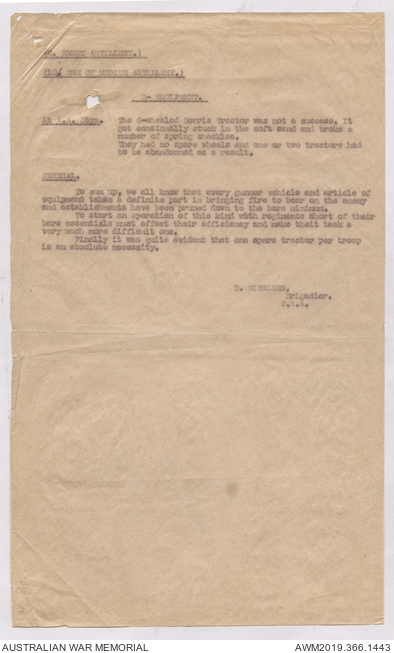 (9. ENEMY ARTILLERY.)
(10/ USE OF MEDIUM ARTILLERY.)
D- EQUIPMENT.
Lt A.A. Btys. The 6-wheeled Morris Tractor was not a success. It
got continually stuck in the soft sand and broke a
number of spring shackles.
They had no spare wheels and one or two tractors had
to be abandoned as a result.
GENERAL.
To sum up, we all know that every gunner vehicle and article of
equipment takes a definite part in bringing fire to bear on the enemy
and establishments have been pruned down to the bare minimum.
To start an operation of this kind with regiments short of their
bare essentials must effect their efficiency and make theit task a
very much more difficult one.
Finally it was quite evident that one spare tractor per troop
is an absolute necessity.
Brigadier.
C.R.A.
AUSTRALIAN WAR MEMORIAL
AWM2019.366.1443